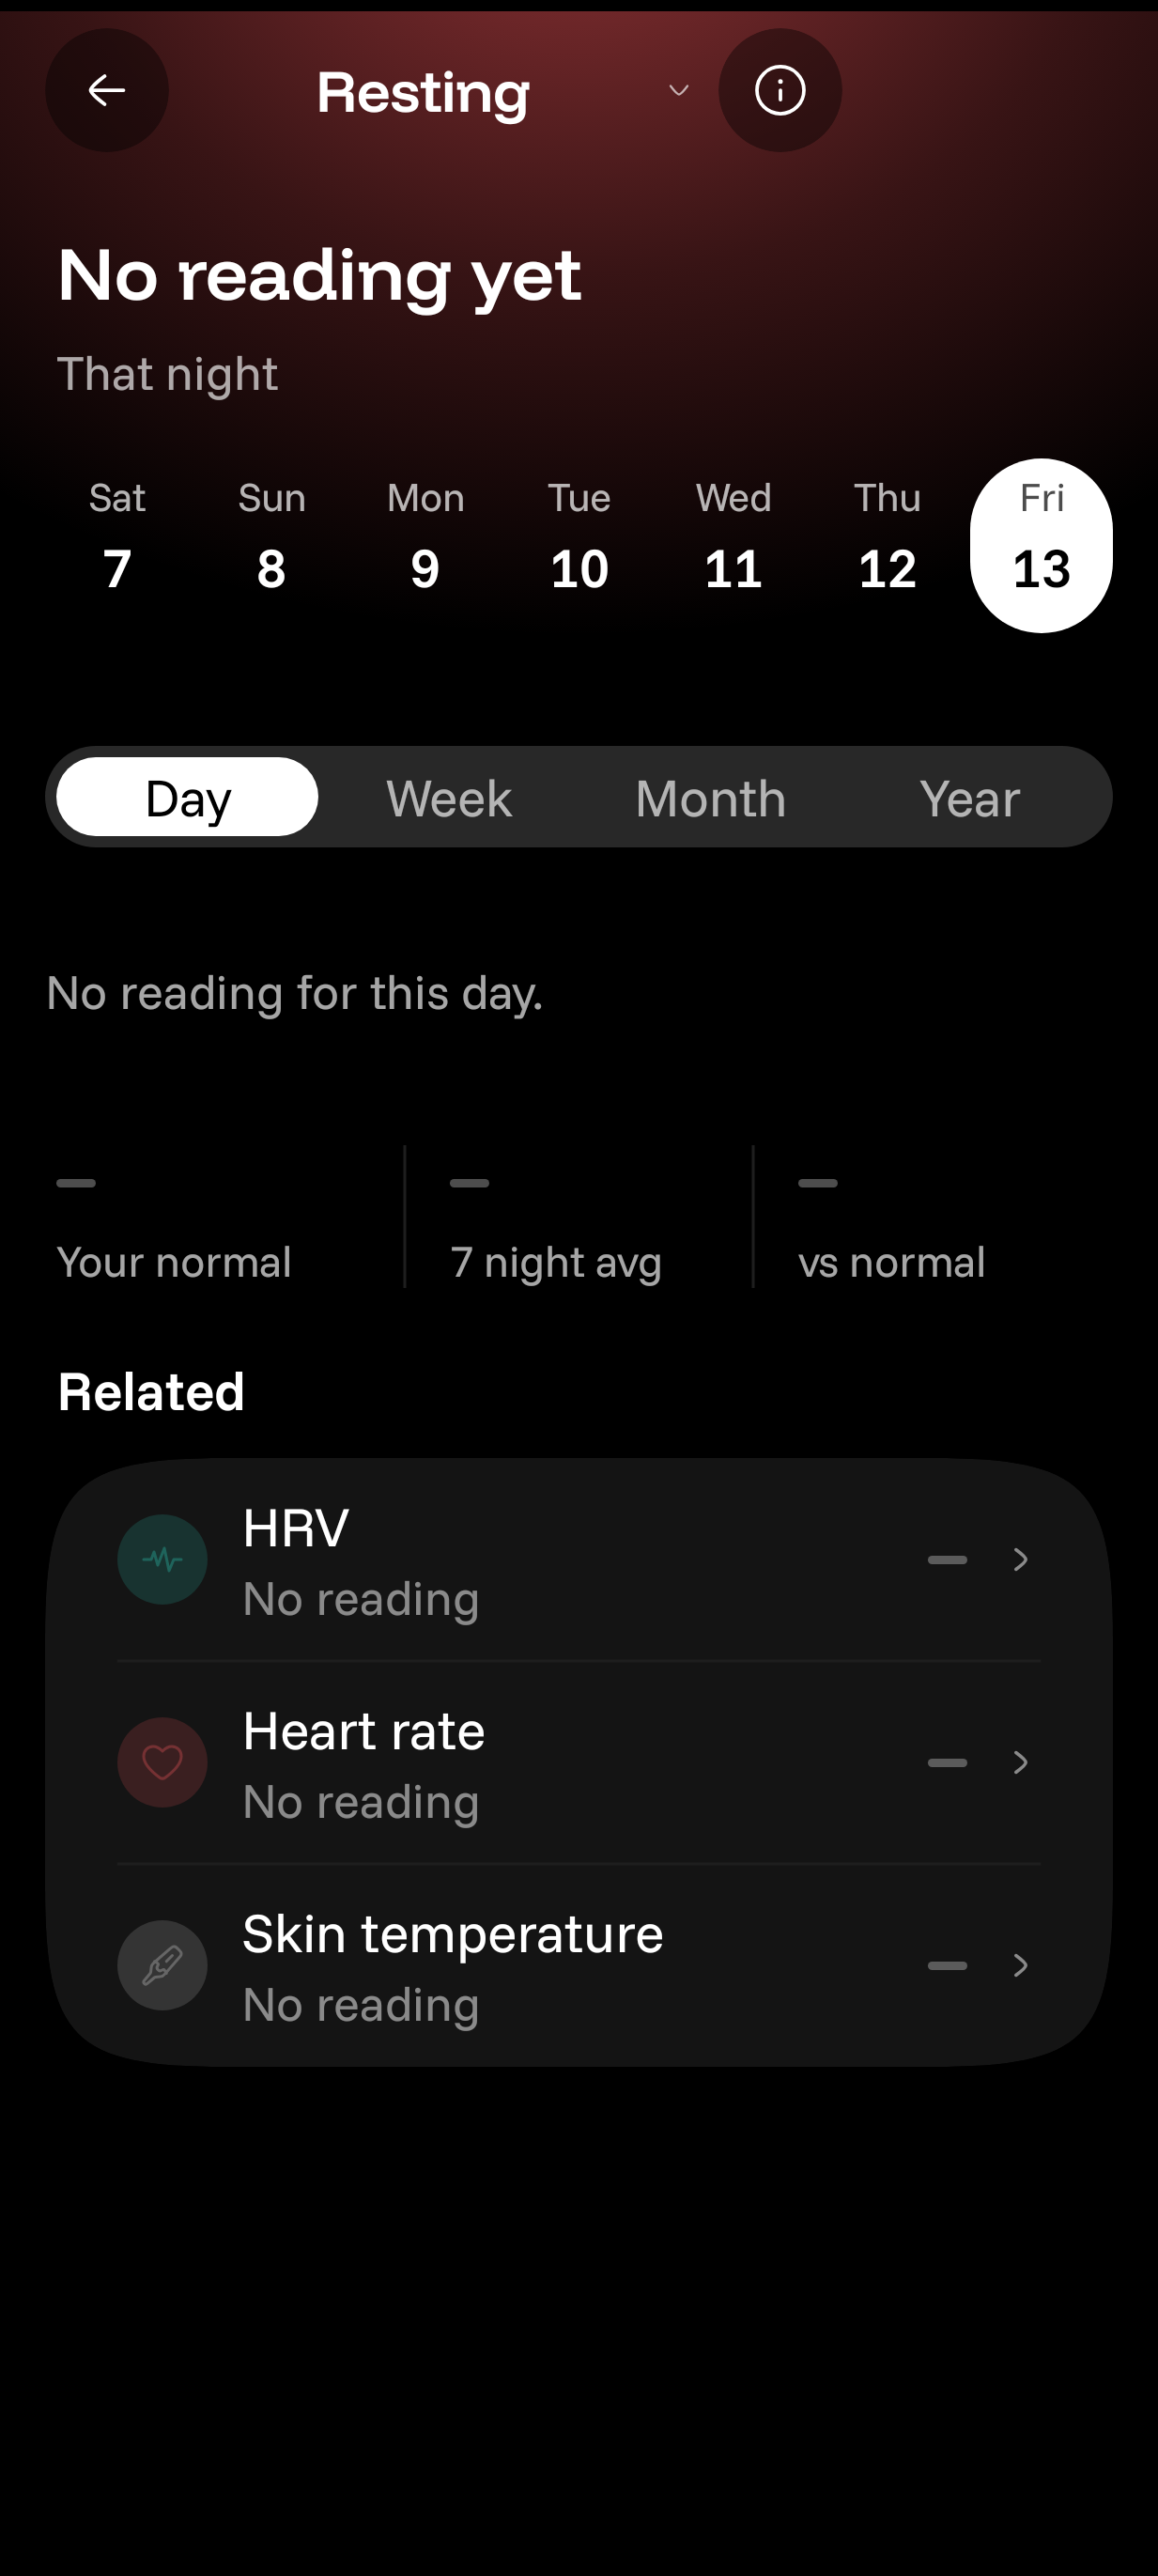 Resting
No reading yet
That night
Sat Sun Mon Tue Wed Thu Fri
7 8 9 10 11 12 13
Day Week Month Year
No reading for this day.
Your normal 7 night avg vs normal
Related
HRV
No reading
Heart rate
No reading
Skin temperature
No reading